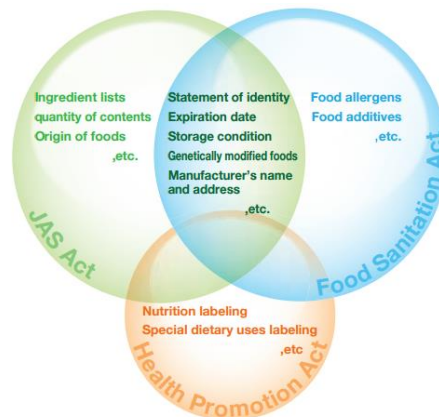 Ingredient lists
quantity of contents
Origin of foods
,etc.
Statement of identity
Expiration date
Storage condition
Genetically modified foods
Manufacturer's name
and address
,etc.
Food allergens
Food additives
,etc.
JAS Act
Food Sanitation Act
Nutrition labeling
Special dietary uses labeling
,etc
Health Promotion Act